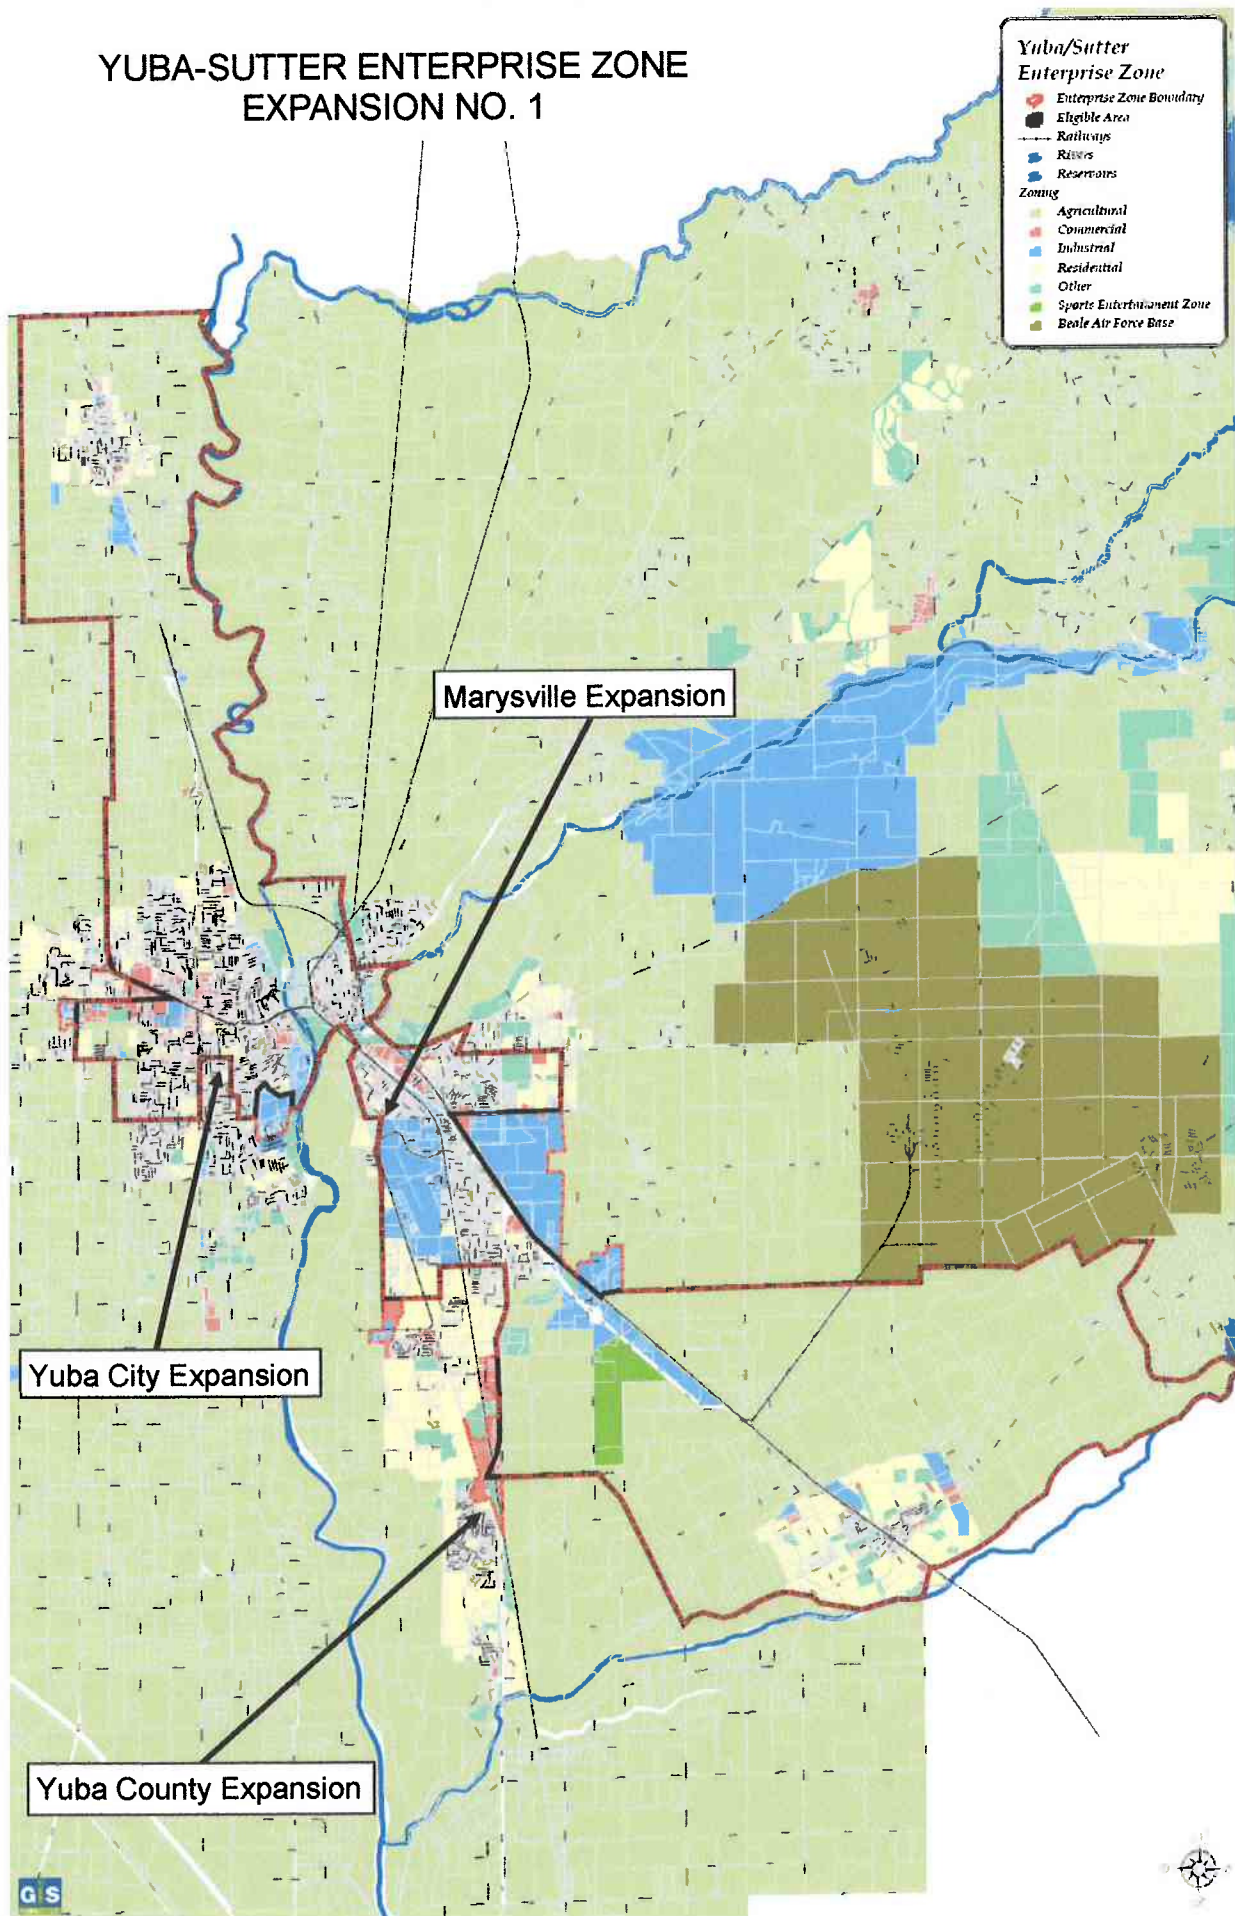 YUBA-SUTTER ENTERPRISE ZONE
EXPANSION NO. 1
Yuba/Sutter
Enterprise Zone
Enterprise Zone Boundary
Eligible Area
Railways
Rivers
Reservoirs
Zoning
Agricultural
Commercial
Industrial
Residential
Other
Sports Entertainment Zone
Beale Air Force Base
Marysville Expansion
Yuba City Expansion
Yuba County Expansion
GIS